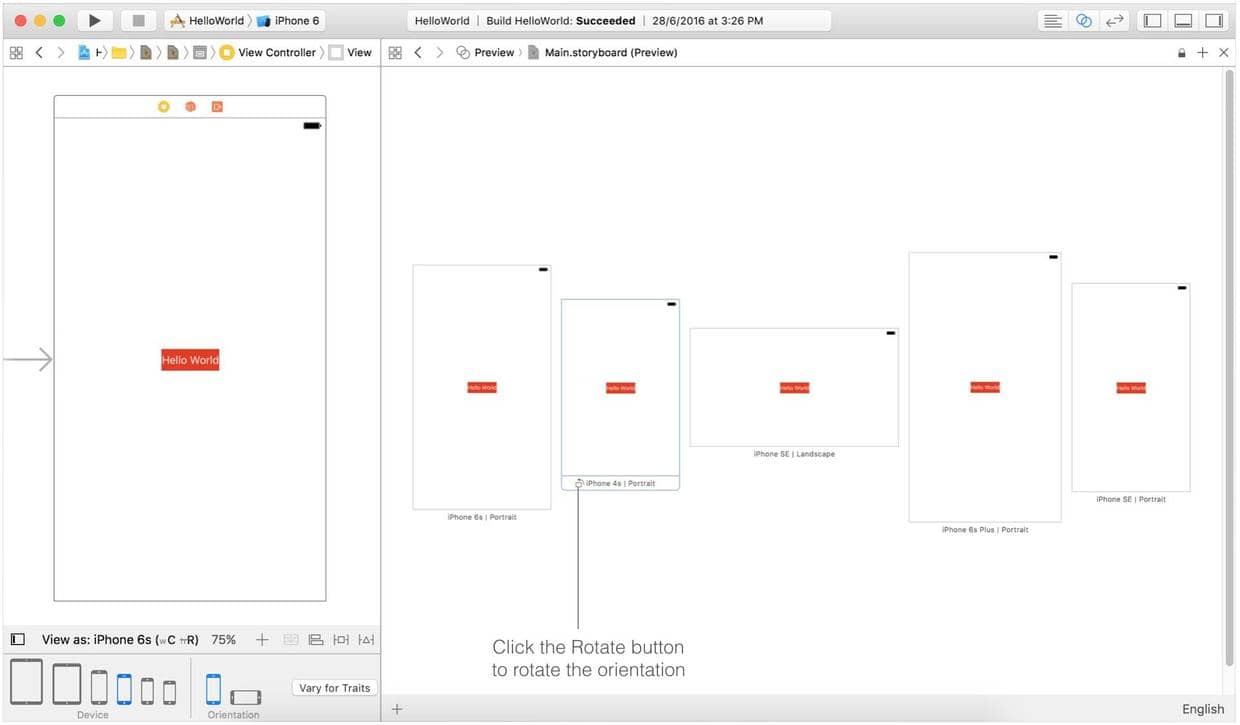 HelloWorld iPhone 6
HelloWorld | Build HelloWorld: Succeeded | 28/6/2016 at 3:26 PM
H View Controller View
Preview Main.storyboard (Preview)
Hello World
Hello World
Hello World
Hello World
Hello World
Hello World
iPhone SE | Landscape
iPhone 4s | Portrait
iPhone SE | Portrait
iPhone 6s | Portrait
iPhone 6s Plus | Portrait
View as: iPhone 6s (wC hR) 75%
Click the Rotate button
to rotate the orientation
Vary for Traits
Device Orientation
English